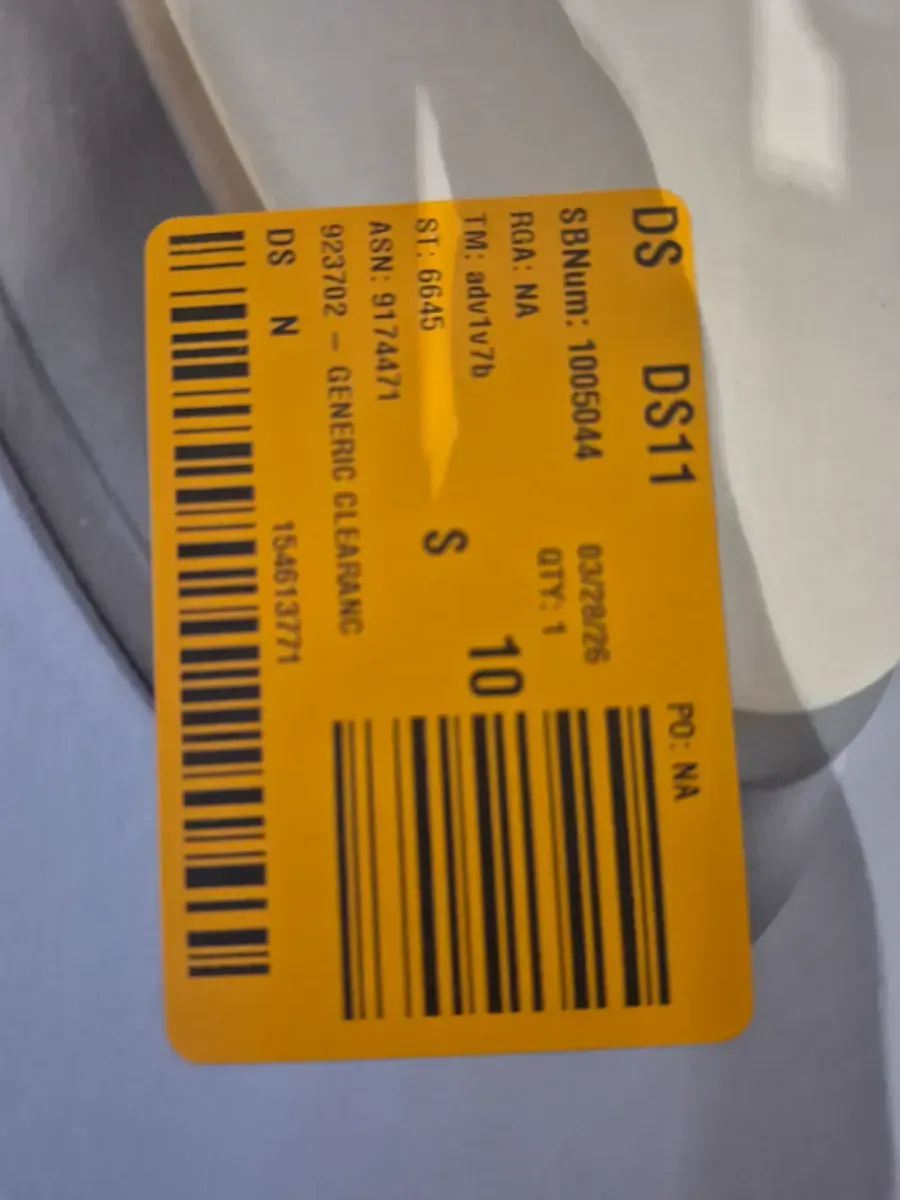 DS DS11
PO: NA
SBNum: 1005044 03/28/26
RGA: NA QTY: 1
TM: adv1v7b 10
ST: 6645 S
ASN: 9174471
923702 - GENERIC CLEARANC
DS N 154613771